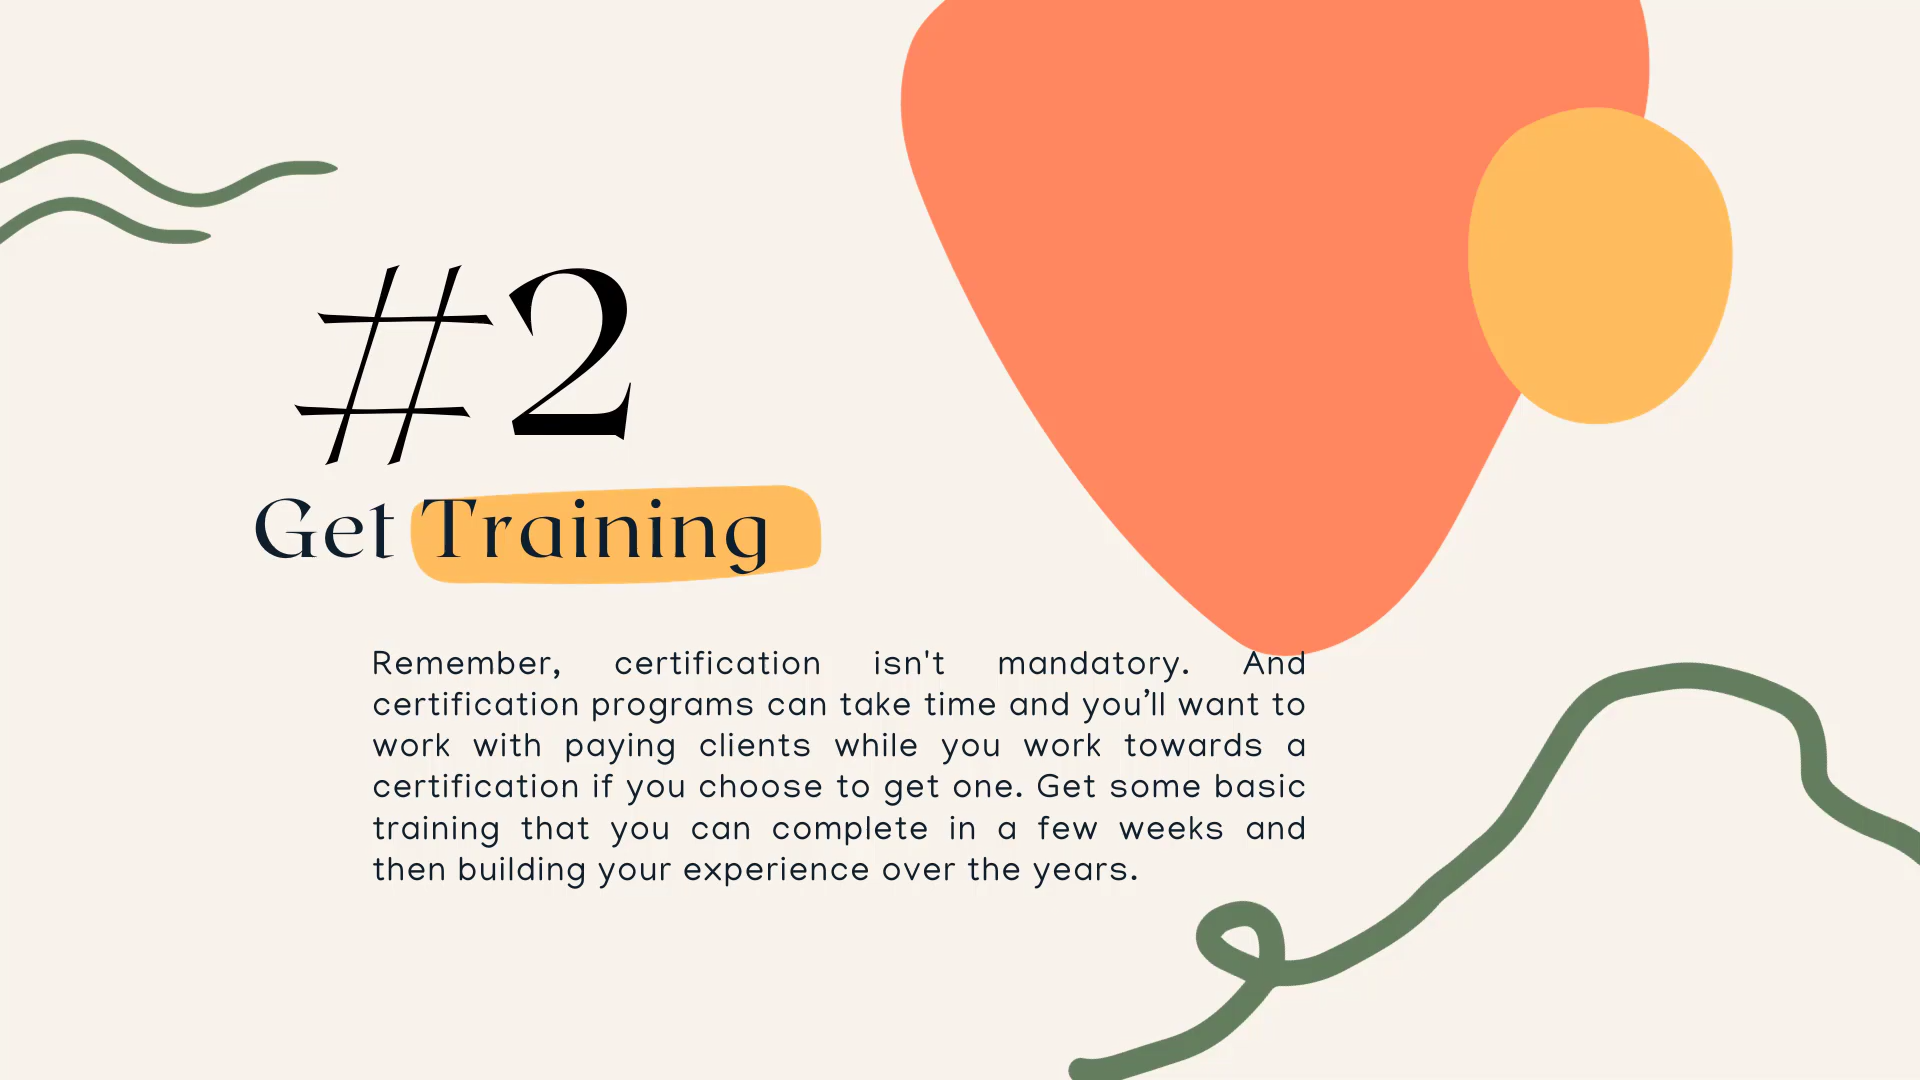 #2
Get Training
Remember, certification isn't mandatory. And
certification programs can take time and you’ll want to
work with paying clients while you work towards a
certification if you choose to get one. Get some basic
training that you can complete in a few weeks and
then building your experience over the years.